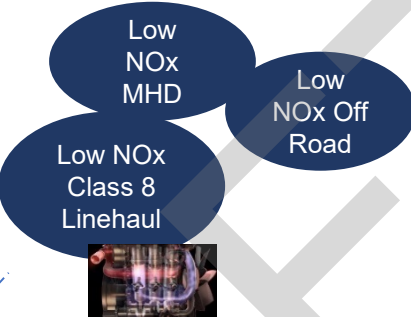 Low
NOx
MHD
Low
NOx Off
Road
Low NOx
Class 8
Linehaul